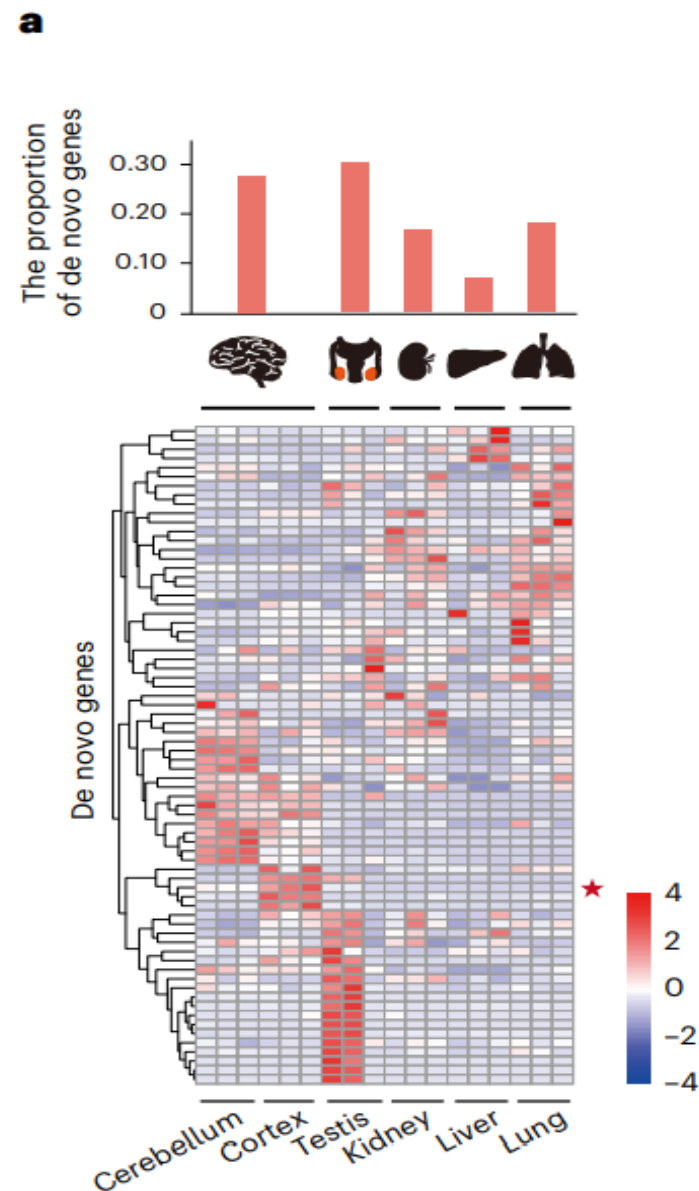 a
The proportion
of de novo genes
0.30
0.20
0.10
0
De novo genes
4
2
0
−2
−4
Cerebellum
Cortex
Testis
Kidney
Liver
Lung